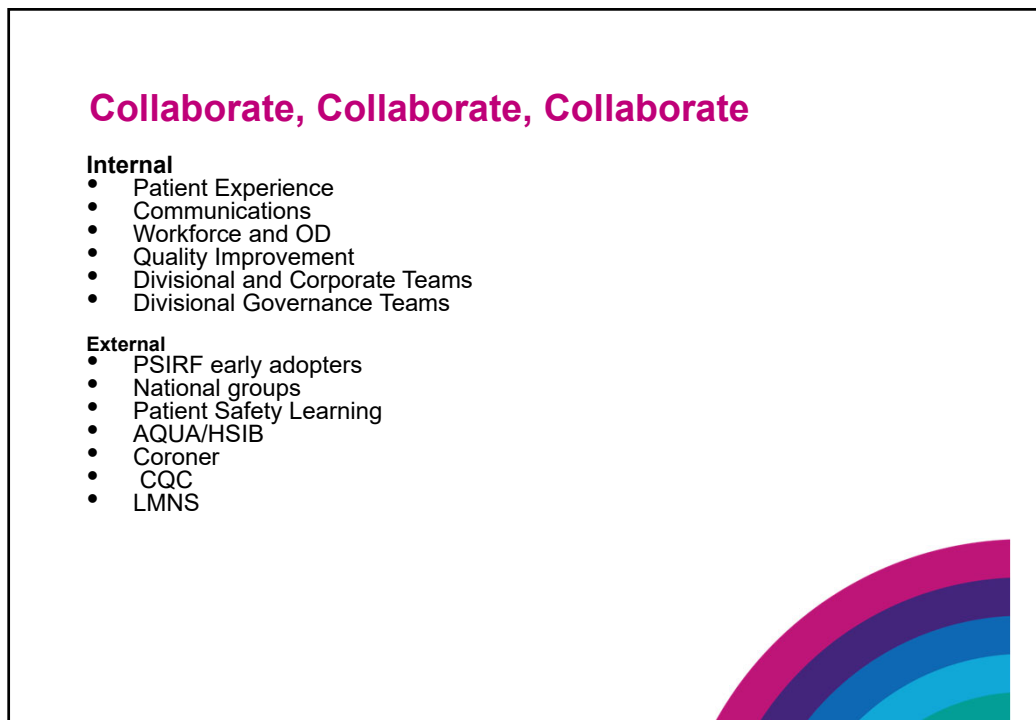 Collaborate, Collaborate, Collaborate
Internal
• Patient Experience
• Communications
• Workforce and OD
• Quality Improvement
• Divisional and Corporate Teams
• Divisional Governance Teams
External
• PSIRF early adopters
• National groups
• Patient Safety Learning
• AQUA/HSIB
• Coroner
• CQC
• LMNS